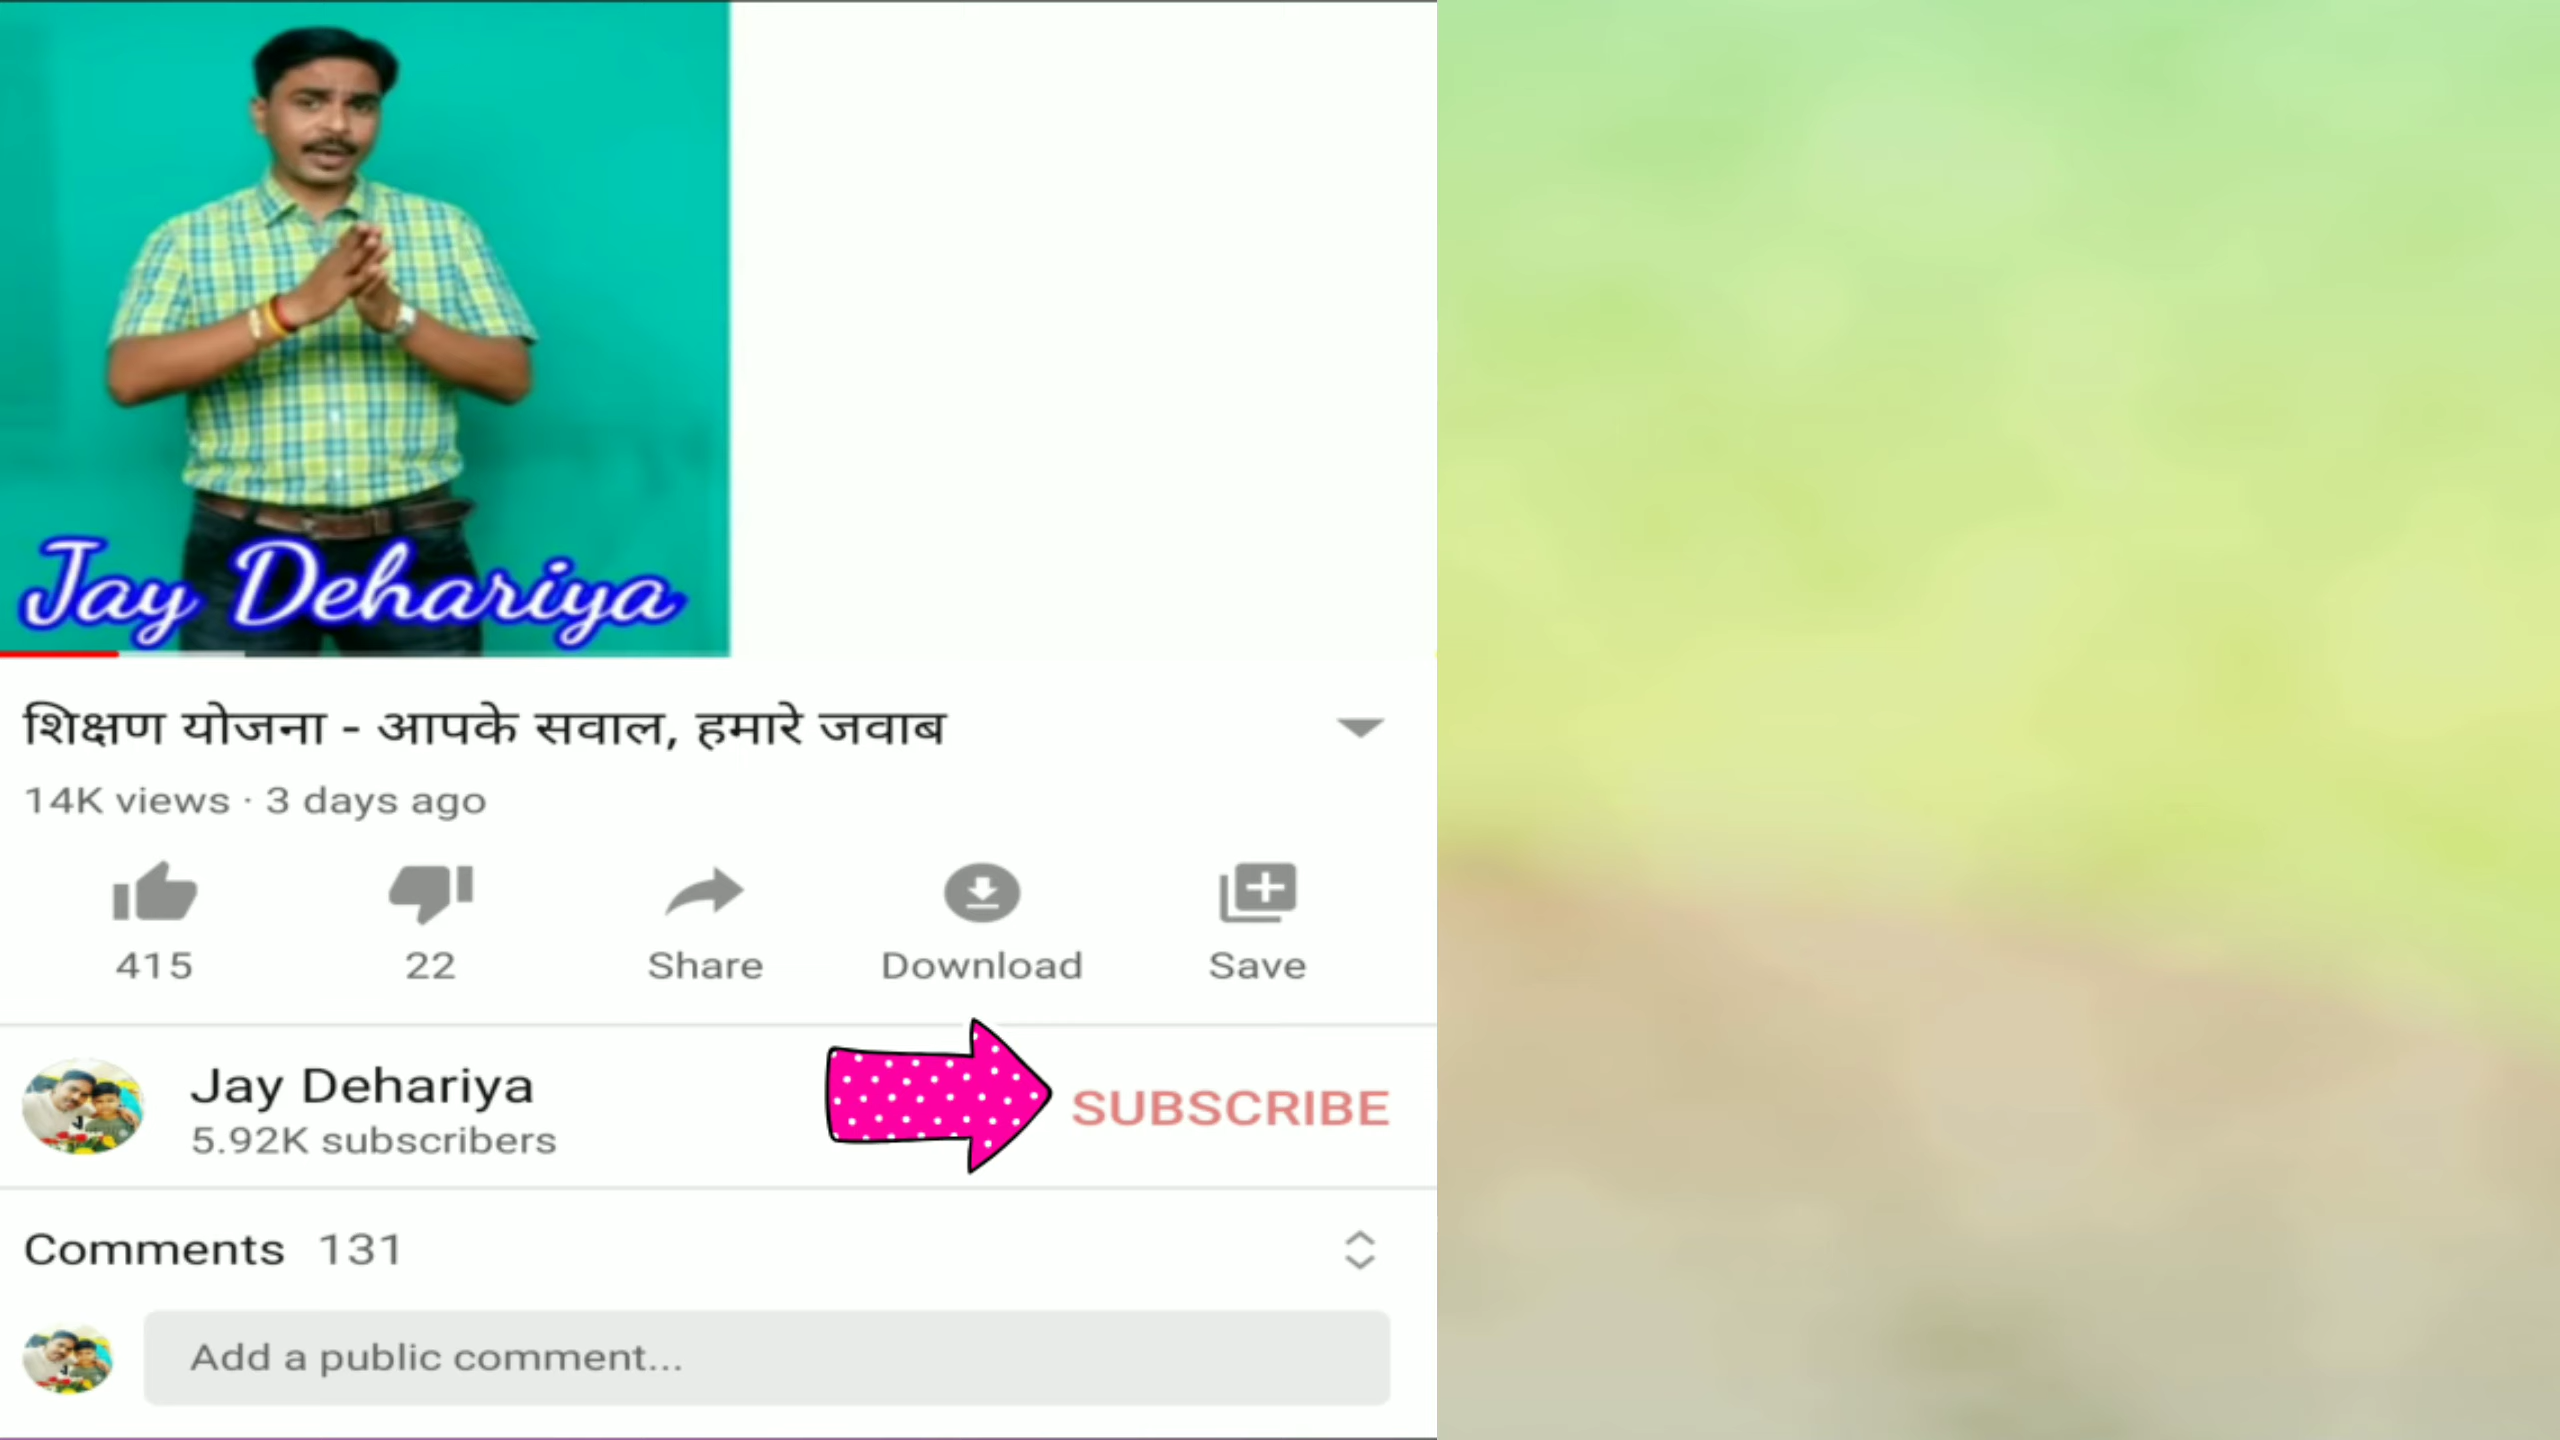 Jay Dehariya
शिक्षण योजना - आपके सवाल, हमारे जवाब
14K views · 3 days ago
415 22 Share Download Save
Jay Dehariya SUBSCRIBE
5.92K subscribers
Comments 131
Add a public comment...